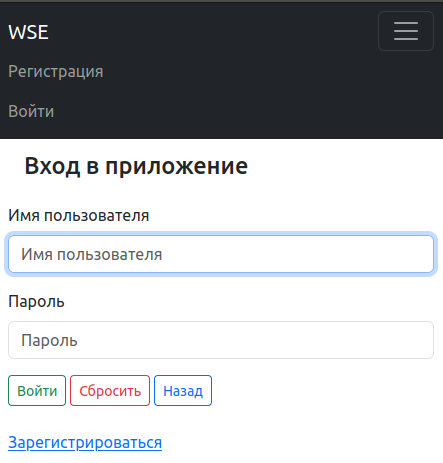 WSE
Регистрация
Войти
Вход в приложение
Имя пользователя
Имя пользователя
Пароль
Пароль
Войти Сбросить Назад
Зарегистрироваться